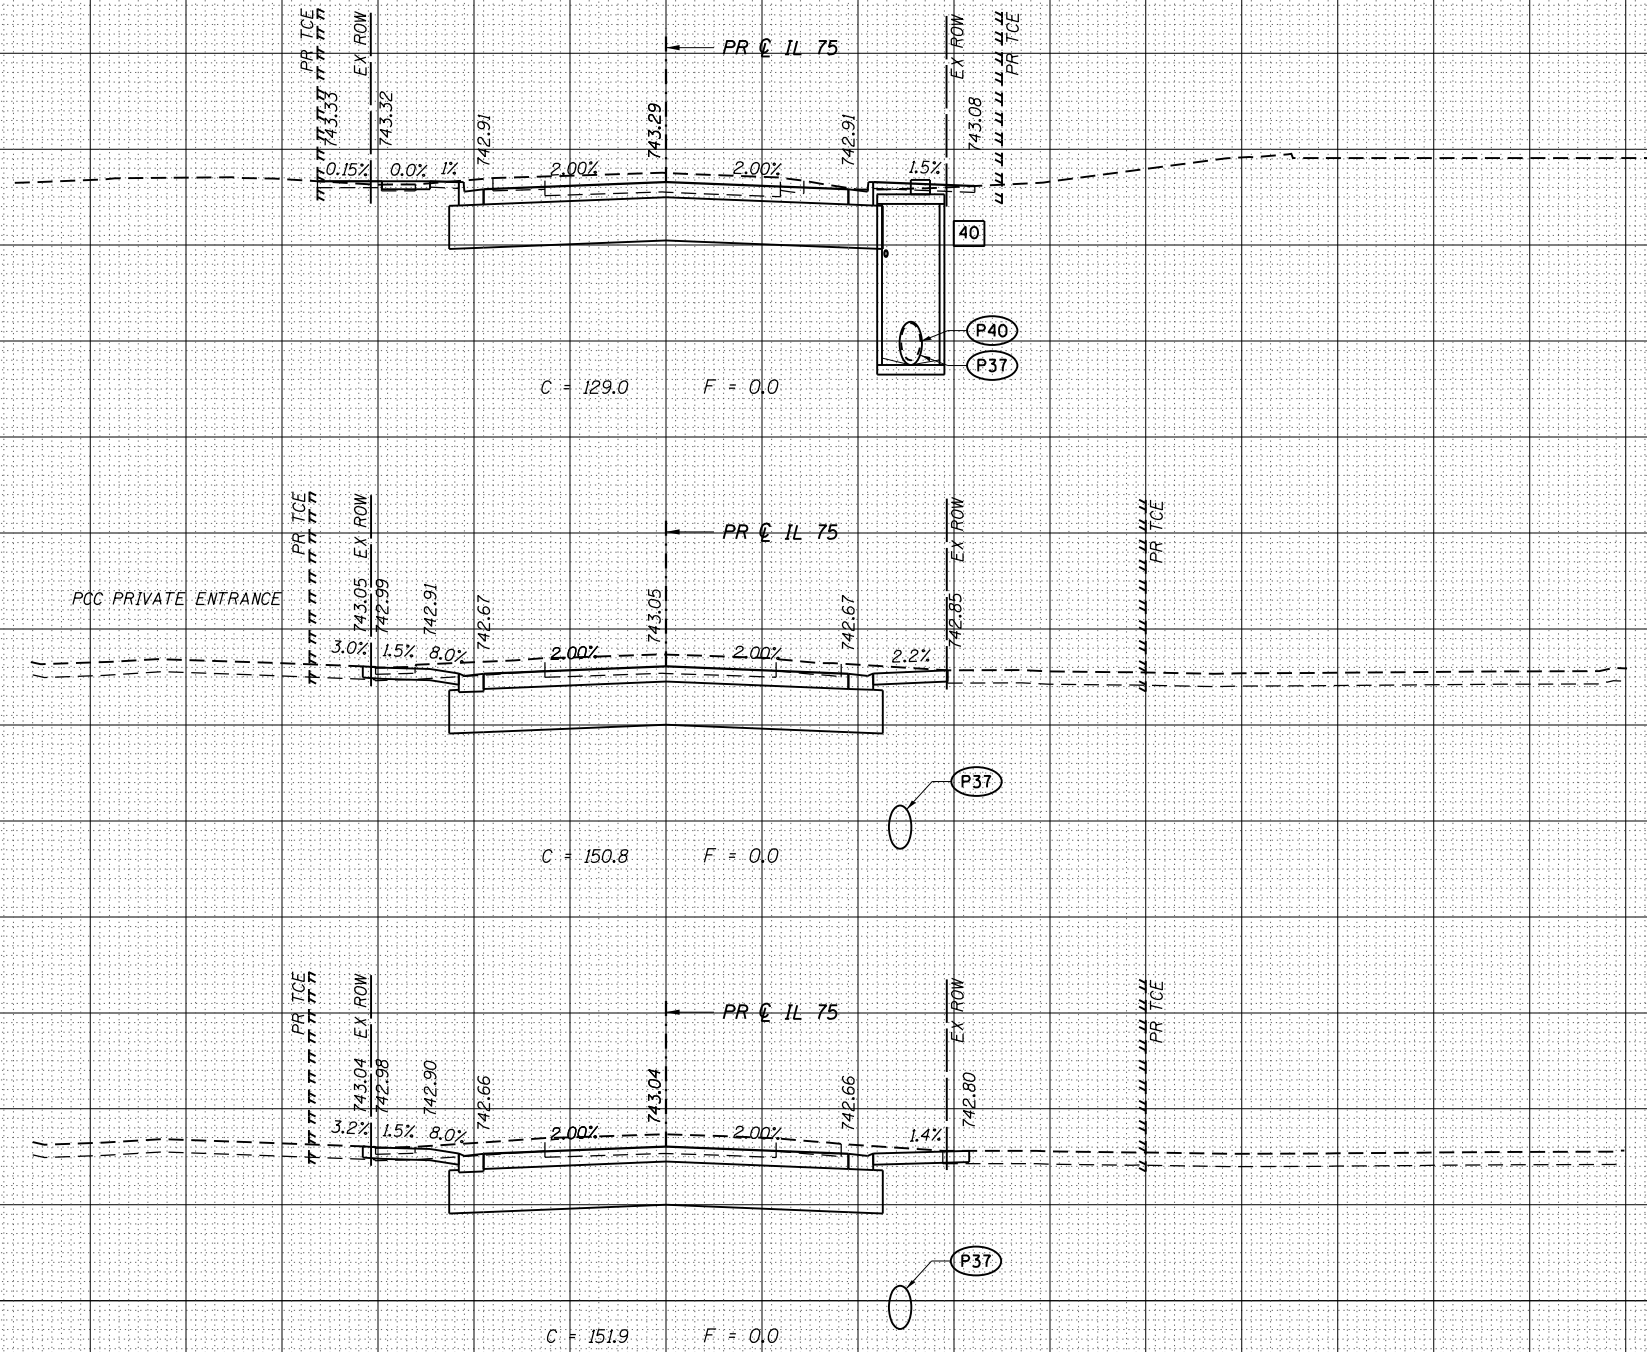 PR TCE
EX ROW
PR ℄ IL 75
EX ROW
PR TCE
743.33
743.32
742.91
743.29
742.91
743.08
0.15%
0.0%
1%
2.00%
2.00%
1.5%
40
P40
P37
C = 129.0
F = 0.0
PR TCE
EX ROW
PR ℄ IL 75
EX ROW
PR TCE
PCC PRIVATE ENTRANCE
743.05
742.99
742.91
742.67
743.05
742.67
742.85
3.0%
1.5%
8.0%
2.00%
2.00%
2.2%
P37
C = 150.8
F = 0.0
PR TCE
EX ROW
PR ℄ IL 75
EX ROW
PR TCE
743.04
742.98
742.90
742.66
743.04
742.66
742.80
3.2%
1.5%
8.0%
2.00%
2.00%
1.4%
P37
C = 151.9
F = 0.0